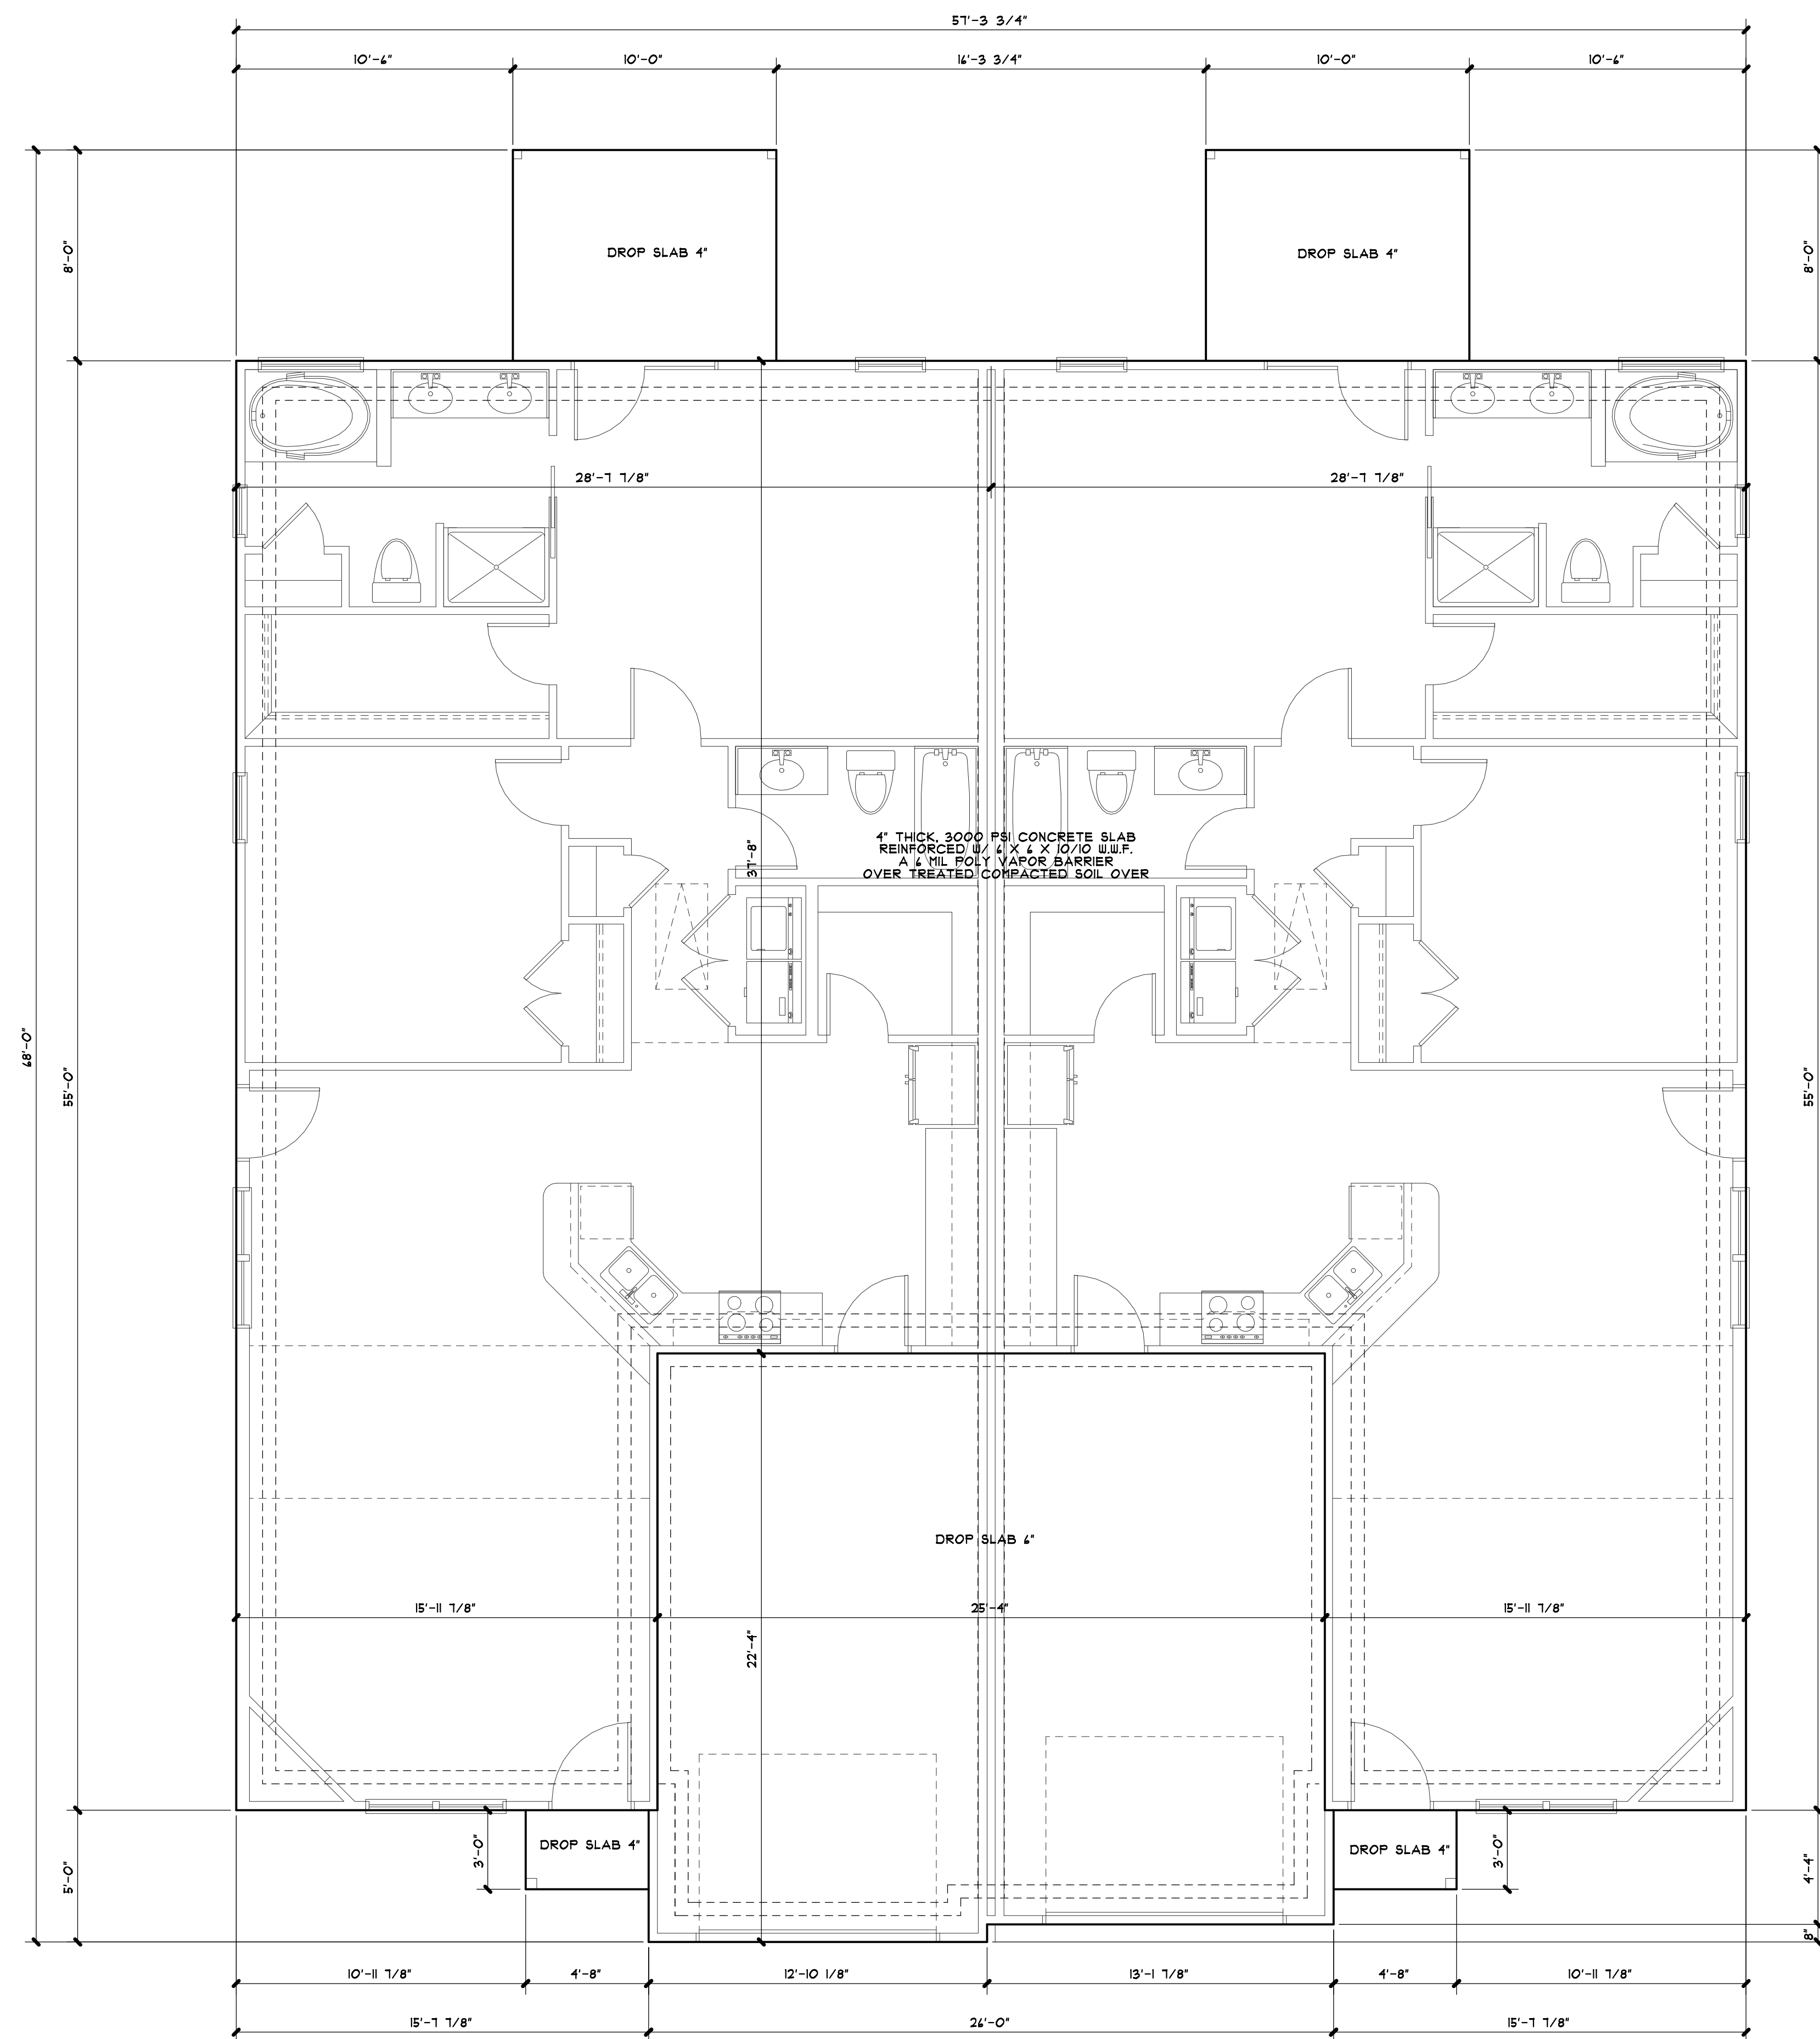 57'-3 3/4"
10'-6" 10'-0" 16'-3 3/4" 10'-0" 10'-6"
8'-0" 8'-0"
DROP SLAB 4" DROP SLAB 4"
28'-7 7/8" 28'-7 7/8"
37'-8"
4" THICK, 3000 PSI CONCRETE SLAB
REINFORCED W/ 6 X 6 X 10/10 W.W.F.
A 6 MIL POLY VAPOR BARRIER
OVER TREATED COMPACTED SOIL OVER
68'-0"
55'-0" 55'-0"
DROP SLAB 6"
15'-11 7/8" 25'-4" 15'-11 7/8"
22'-4"
DROP SLAB 4" DROP SLAB 4"
5'-0" 3'-0" 3'-0" 4'-4"
8"
10'-11 7/8" 4'-8" 12'-10 1/8" 13'-1 7/8" 4'-8" 10'-11 7/8"
15'-7 7/8" 26'-0" 15'-7 7/8"